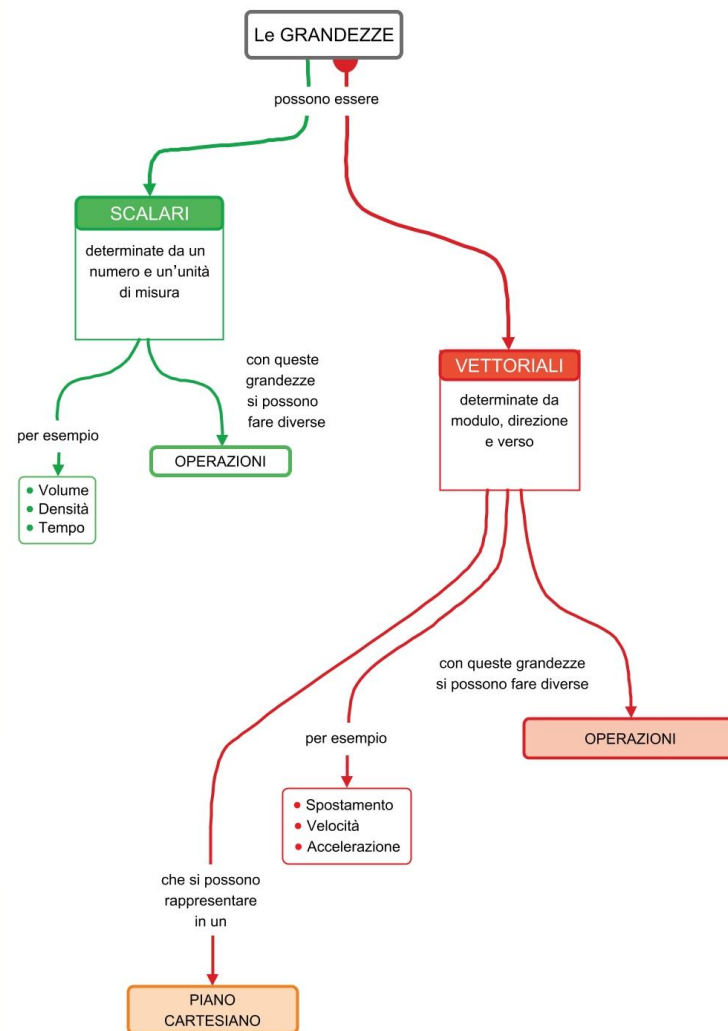 Le GRANDEZZE
possono essere
SCALARI
determinate da un
numero e un'unità
di misura
con queste
grandezze
si possono
fare diverse
per esempio
OPERAZIONI
• Volume
• Densità
• Tempo
VETTORIALI
determinate da
modulo, direzione
e verso
con queste grandezze
si possono fare diverse
OPERAZIONI
per esempio
• Spostamento
• Velocità
• Accelerazione
che si possono
rappresentare
in un
PIANO
CARTESIANO